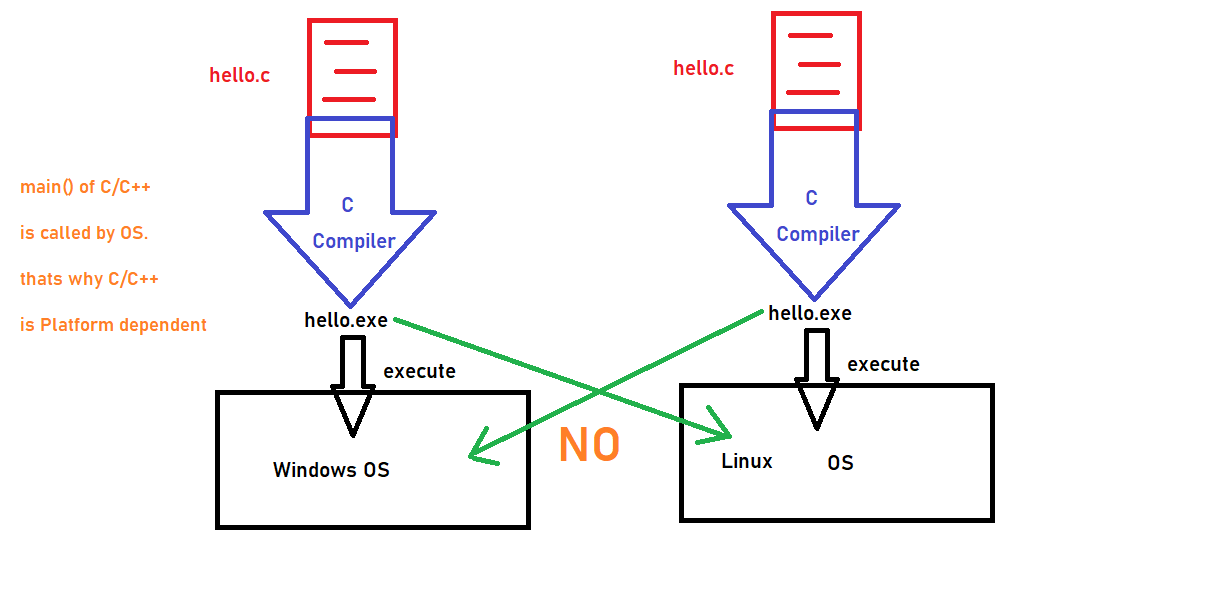 hello.c
hello.c
main() of C/C++
is called by OS.
thats why C/C++
is Platform dependent
C
Compiler
C
Compiler
hello.exe
hello.exe
execute
execute
NO
Windows OS
Linux OS